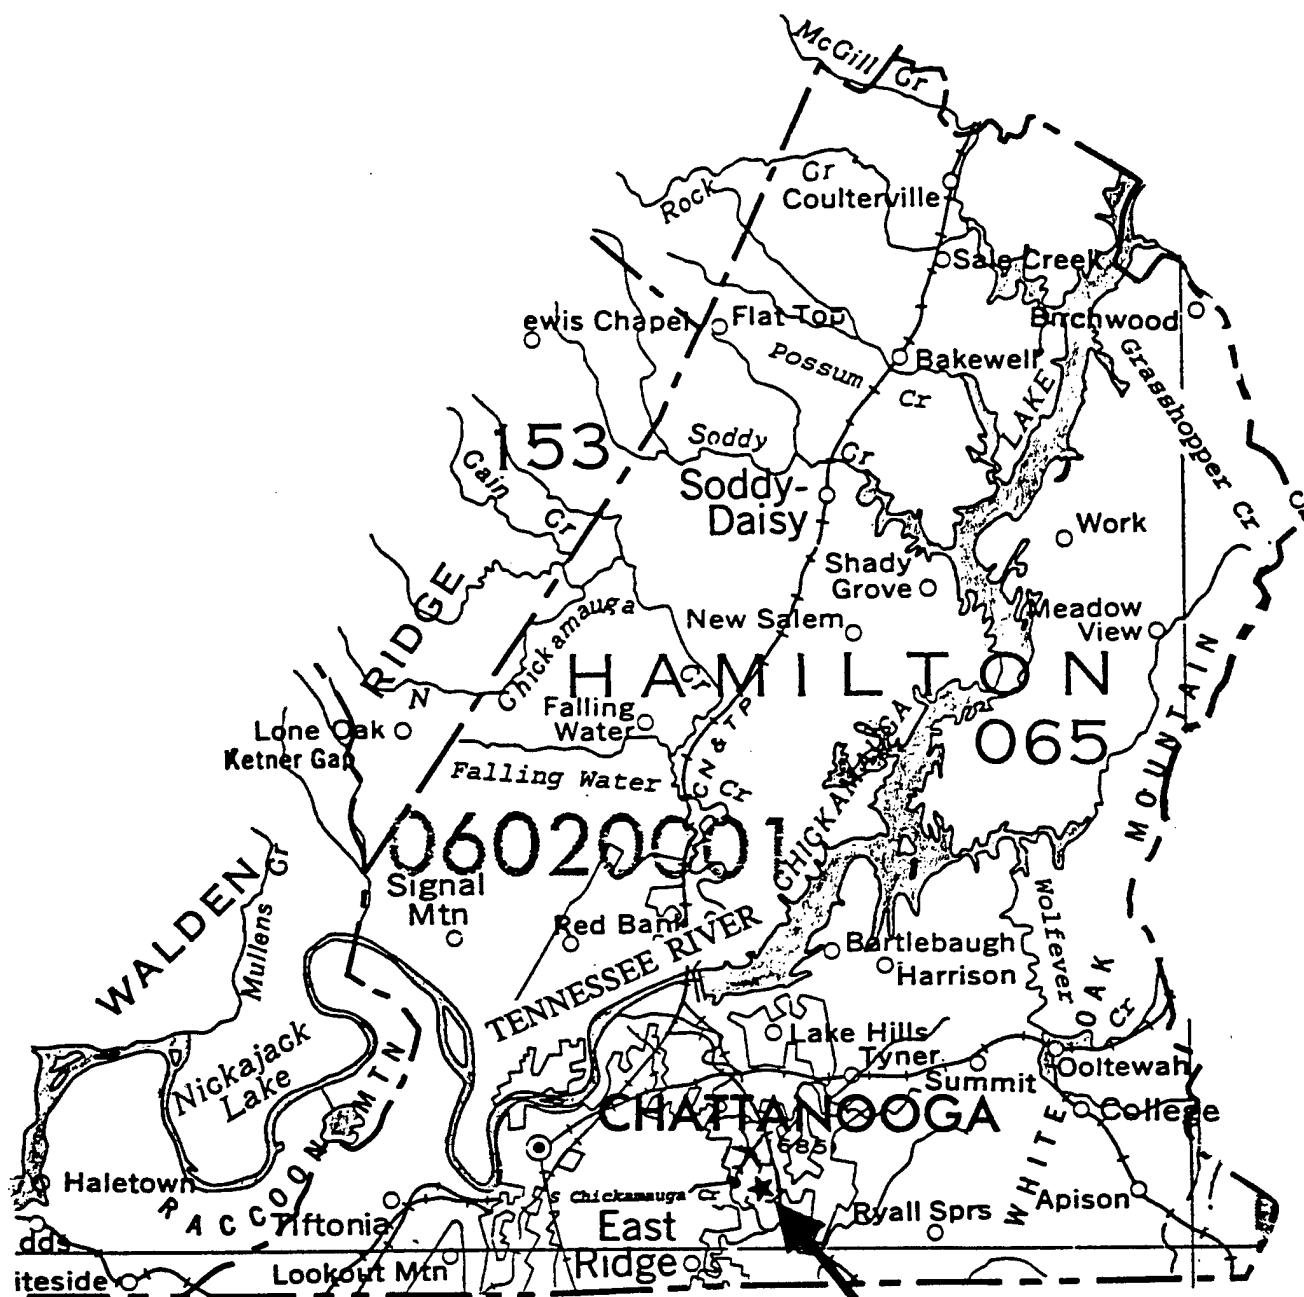 McGill Cr
Rock Cr
Coulterville
Sale Creek
ewis Chapel
Flat Top
Birchwood
Possum Cr
Bakewell
LAKE
Grasshopper Cr
153
Soddy Cr
Gain Cr
Soddy-
Daisy
Work
Shady
Grove
RIDGE
Chickamauga Cr
New Salem
Meadow
View
N
HAMILTON
065
Falling
Water
Lone Oak
Ketner Gap
CN & TP
CHICKAMAUGA
MOUNTAIN
Falling Water Cr
06020001
WALDEN
Mullens Cr
Signal
Mtn
Red Bank
TENNESSEE RIVER
Bartlebaugh
Harrison
Wolfever Cr
OAK
Nickajack
Lake
Lake Hills
Tyner
Summit
Ooltewah
CHATTANOOGA
(685)
College
WHITE
RACCOON MTN
Haletown
S Chickamauga Cr
Tiftonia
East
Ridge
Ryall Sprs
Apison
dds
Lookout Mtn
iteside